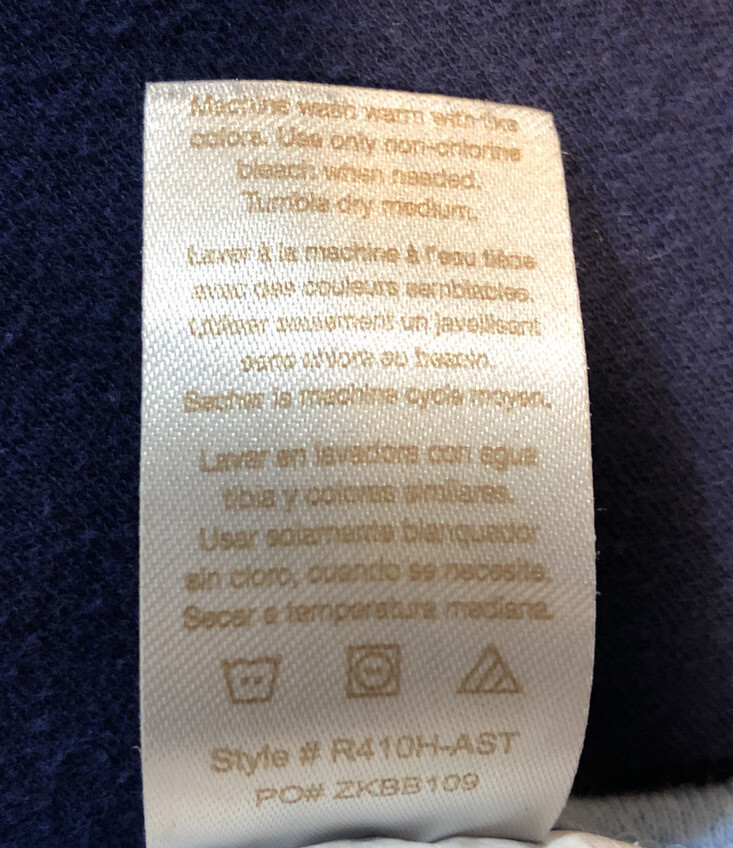 Machine wash warm with like
colors. Use only non-chlorine
bleach when needed.
Tumble dry medium.
Laver à la machine à l'eau tiède
avec des couleurs semblables.
Utiliser seulement un javellisant
sans chlore au besoin.
Secher la machine cycle moyen.
Lavar en lavadora con agua
tibia y colores similares.
Usar solamente blanqueador
sin cloro, cuando se necesite.
Secar a temperatura mediana.
Style # R410H-AST
PO# ZKBB109